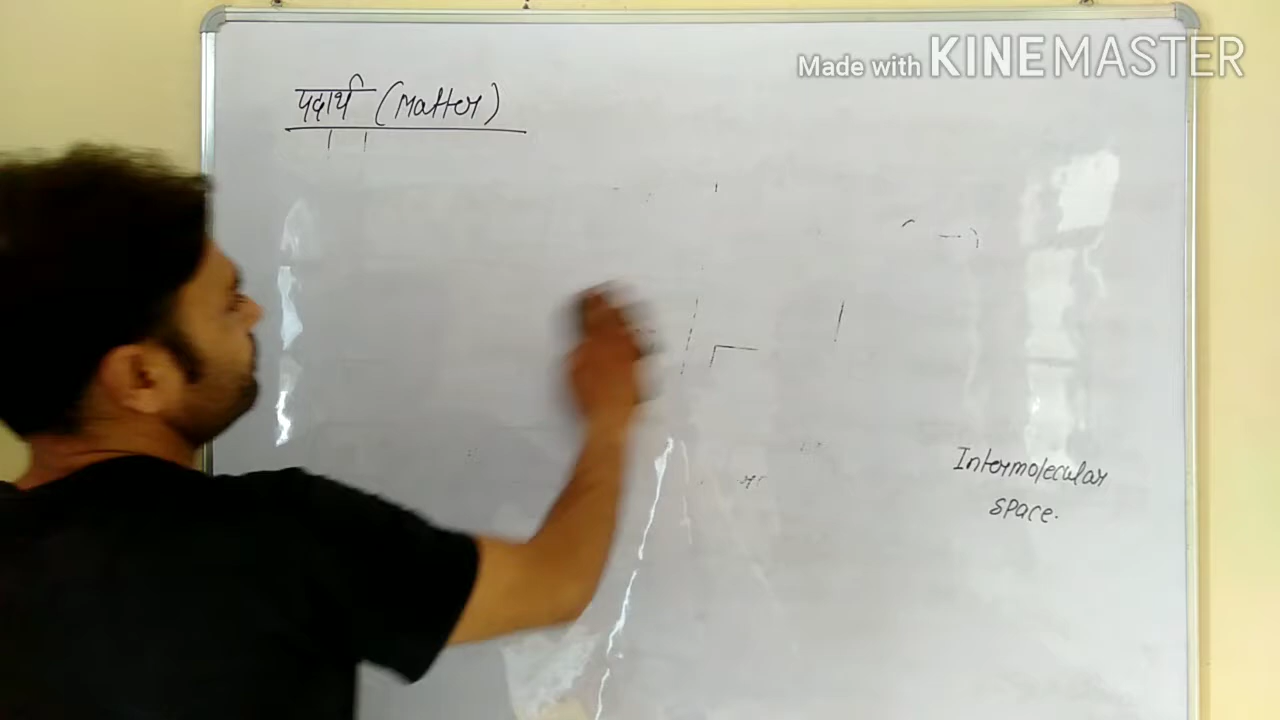 Made with KINEMASTER
पदार्थ (Matter)
Intermolecular
space.